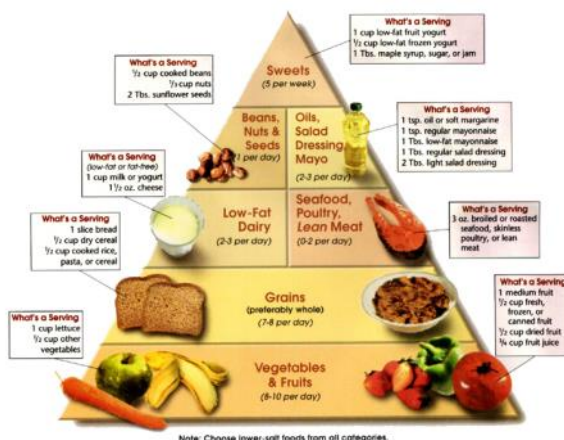 What's a Serving
1 cup low-fat fruit yogurt
1/2 cup low-fat frozen yogurt
1 Tbs. maple syrup, sugar, or jam
Sweets
(5 per week)
What's a Serving
1/2 cup cooked beans
1/3 cup nuts
2 Tbs. sunflower seeds
Beans,
Nuts &
Seeds
(1 per day)
Oils,
Salad
Dressing,
Mayo
(2-3 per day)
What's a Serving
1 tsp. oil or soft margarine
1 tsp. regular mayonnaise
1 Tbs. low-fat mayonnaise
1 Tbs. regular salad dressing
2 Tbs. light salad dressing
What's a Serving
(low-fat or fat-free)
1 cup milk or yogurt
1 1/2 oz. cheese
Low-Fat
Dairy
(2-3 per day)
Seafood,
Poultry,
Lean Meat
(0-2 per day)
What's a Serving
3 oz. broiled or roasted
seafood, skinless
poultry, or lean
meat
What's a Serving
1 slice bread
1/2 cup dry cereal
1/2 cup cooked rice,
pasta, or cereal
Grains
(preferably whole)
(7-8 per day)
What's a Serving
1 cup lettuce
1/2 cup other
vegetables
Vegetables
& Fruits
(8-10 per day)
What's a Serving
1 medium fruit
1/2 cup fresh,
frozen, or
canned fruit
1/2 cup dried fruit
3/4 cup fruit juice
Note: Choose lower-salt foods from all categories.